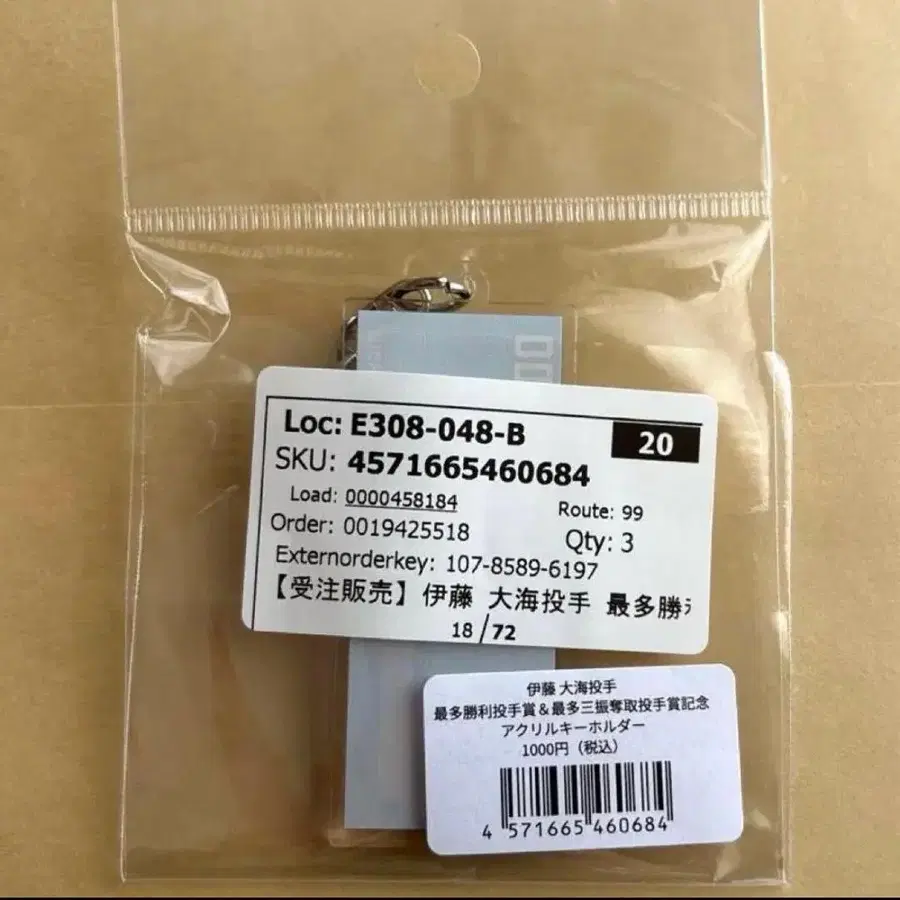 Loc: E308-048-B
20
SKU: 4571665460684
Load: 0000458184
Route: 99
Order: 0019425518
Qty: 3
Externorderkey: 107-8589-6197
【受注販売】伊藤 大海投手 最多勝
18/72
伊藤 大海投手
最多勝利投手賞&最多三振奪取投手賞記念
アクリルキーホルダー
1000円(税込)
4 571665 460684